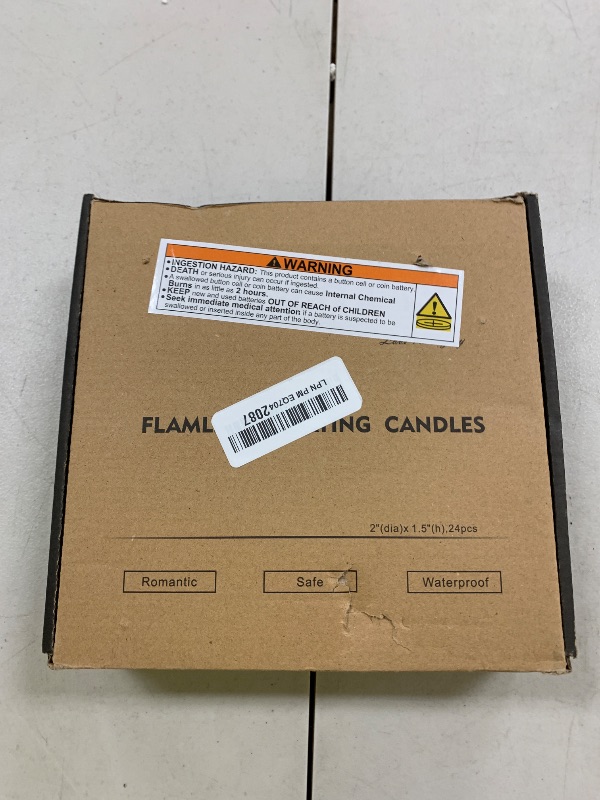 WARNING
•INGESTION HAZARD: This product contains a button cell or coin battery.
•DEATH or serious injury can occur if ingested.
•A swallowed button cell or coin battery can cause Internal Chemical
Burns in as little as 2 hours.
•KEEP new and used batteries OUT OF REACH of CHILDREN
•Seek immediate medical attention if a battery is suspected to be
swallowed or inserted inside any part of the body.
LPN PM EQ7042087
CANDLES
2"(dia)x 1.5"(h),24pcs
Romantic
Safe
Waterproof